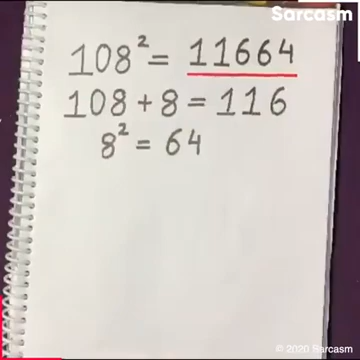 Sarcasm
108² = 11664
108 + 8 = 116
8² = 64
© 2020 Sarcasm